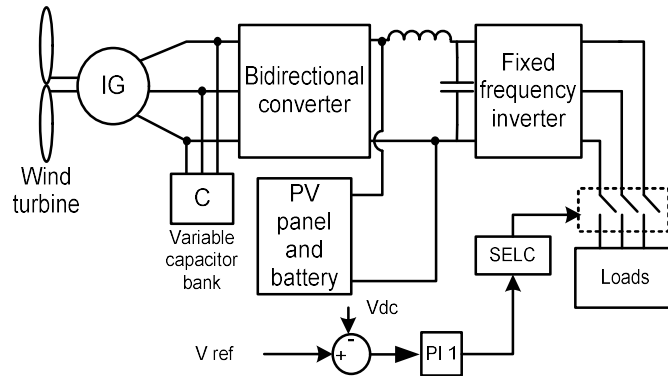 IG
Bidirectional
converter
Fixed
frequency
inverter
Wind
turbine
C
Variable
capacitor
bank
PV
panel
and
battery
SELC
Loads
Vdc
-
V ref
+
PI 1